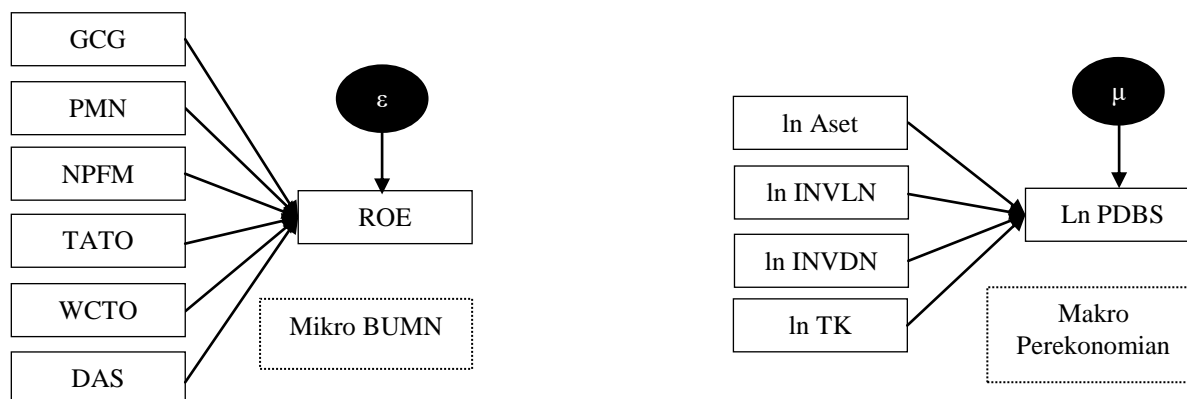 GCG
PMN
NPFM
TATO
WCTO
DAS
ε
ROE
Mikro BUMN
ln Aset
ln INVLN
ln INVDN
ln TK
μ
Ln PDBS
Makro
Perekonomian